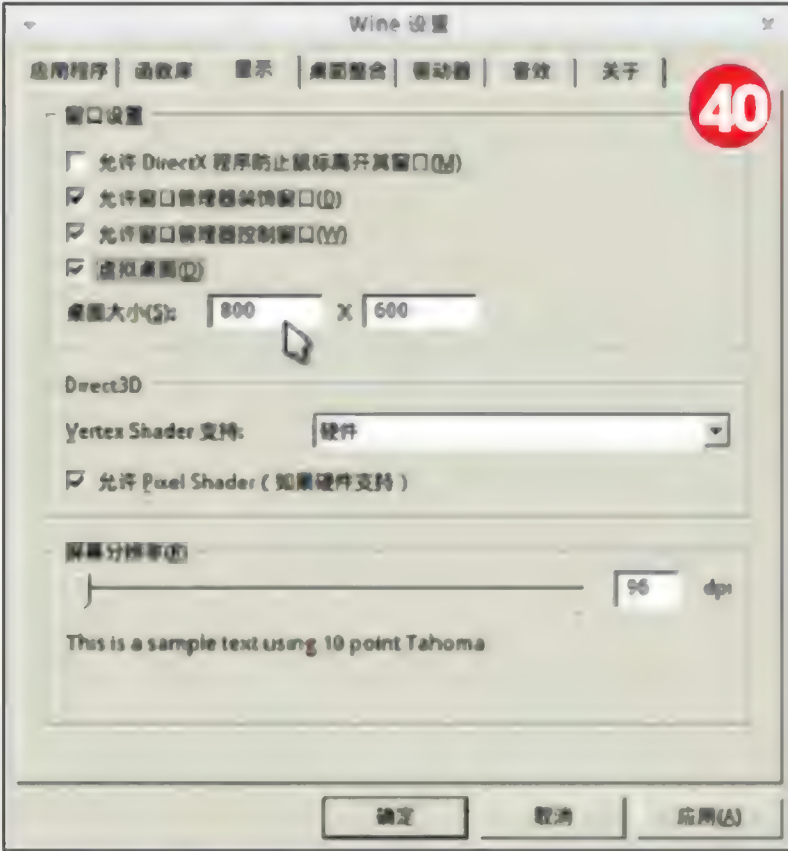 Wine 设置
应用程序 函数库 显示 桌面整合 驱动器 音效 关于
40
窗口设置
允许 DirectX 程序防止鼠标离开其窗口(M)
允许窗口管理器装饰窗口(D)
允许窗口管理器控制窗口(W)
虚拟桌面(D)
桌面大小(S): 800 X 600
Direct3D
Vertex Shader 支持: 硬件
允许 Pixel Shader ( 如果硬件支持 )
屏幕分辨率(R)
96 dpi
This is a sample text using 10 point Tahoma
确定 取消 应用(A)